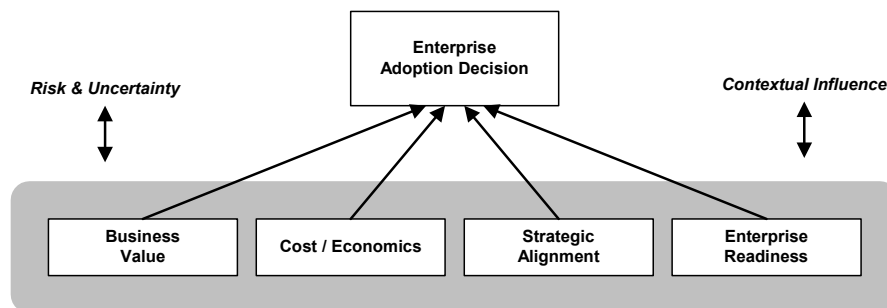 Enterprise
Adoption Decision
Risk & Uncertainty
Contextual Influence
Business
Value
Cost / Economics
Strategic
Alignment
Enterprise
Readiness